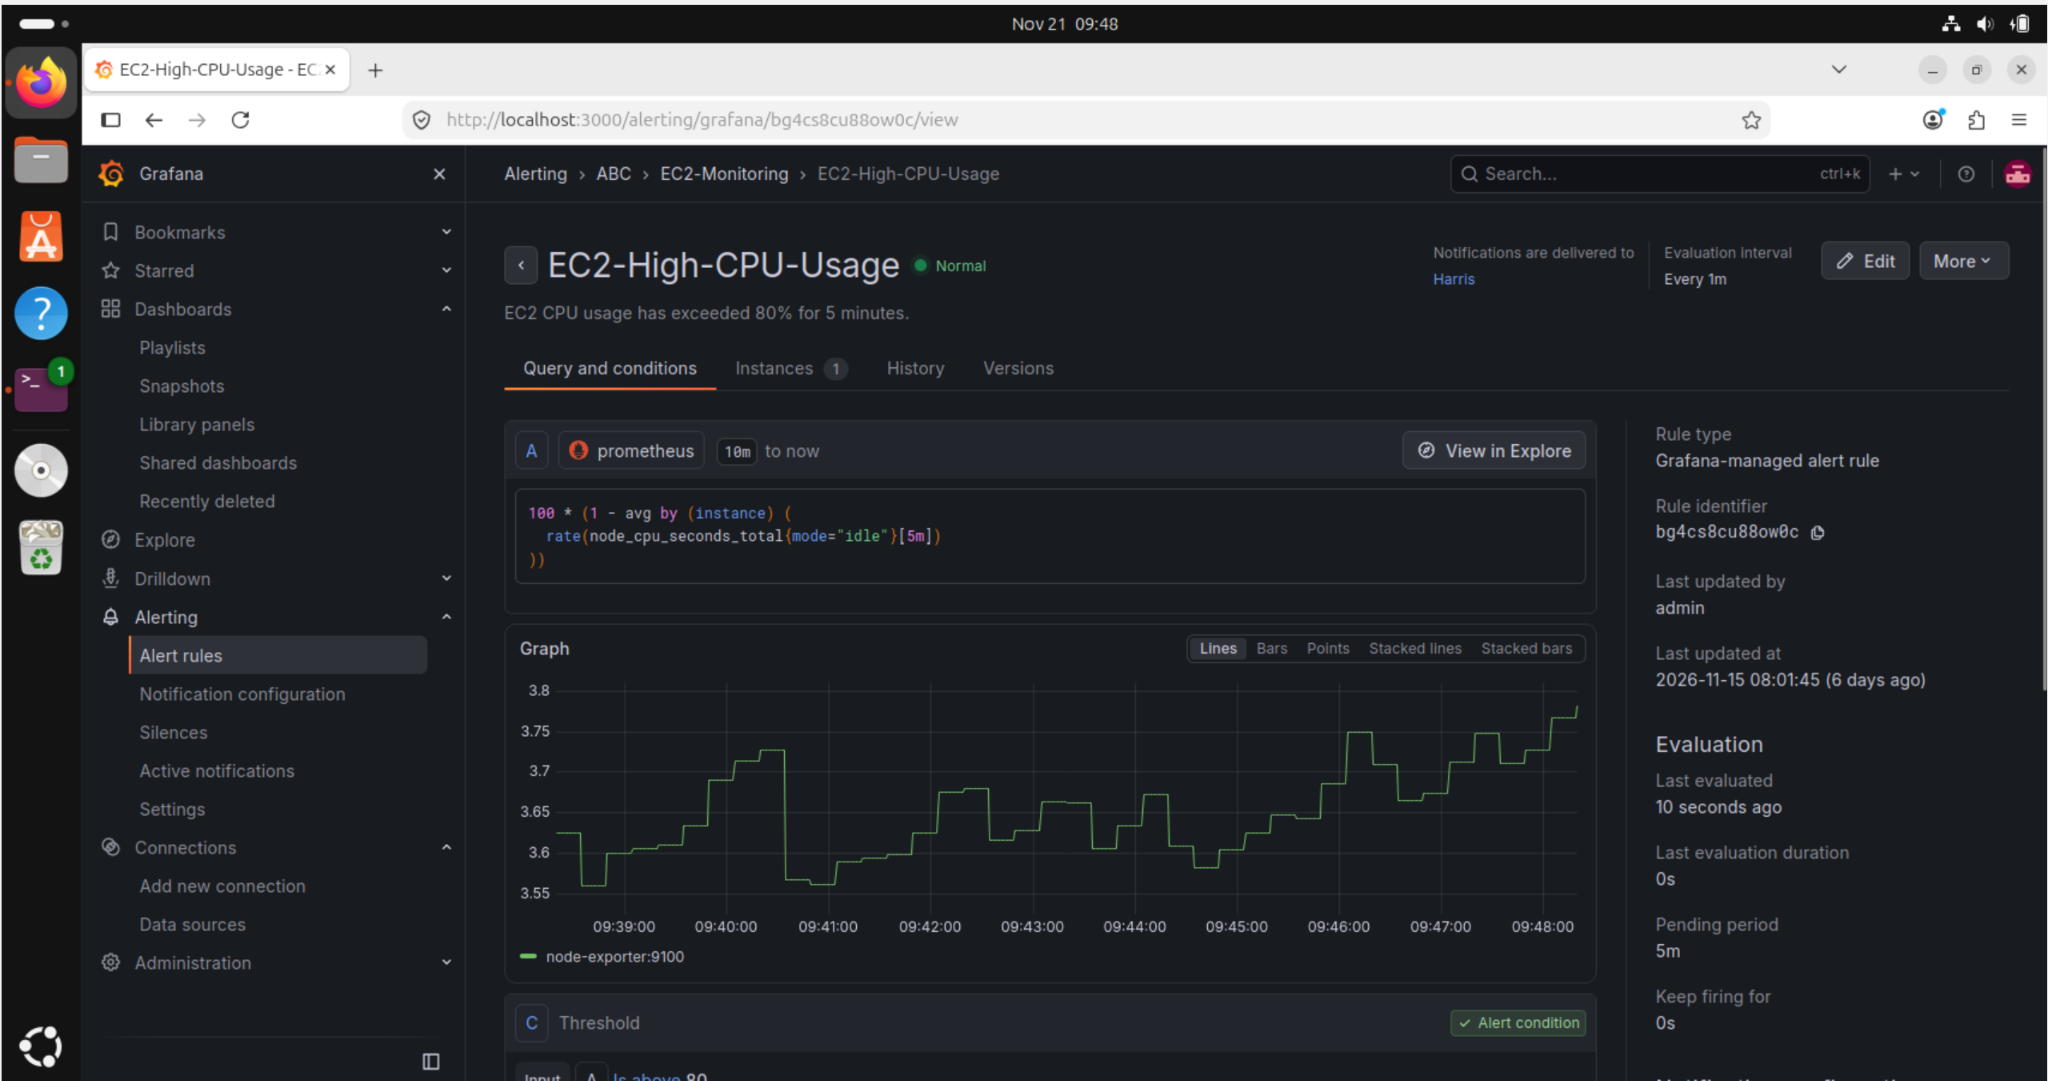 Nov 21 09:48
EC2-High-CPU-Usage - EC
http://localhost:3000/alerting/grafana/bg4cs8cu88ow0c/view
Grafana
Alerting › ABC › EC2-Monitoring › EC2-High-CPU-Usage
Search... ctrl+k
Bookmarks
Starred
Dashboards
Playlists
Snapshots
Library panels
Shared dashboards
Recently deleted
Explore
Drilldown
Alerting
Alert rules
Notification configuration
Silences
Active notifications
Settings
Connections
Add new connection
Data sources
Administration
1
EC2-High-CPU-Usage Normal
EC2 CPU usage has exceeded 80% for 5 minutes.
Notifications are delivered to
Harris
Evaluation interval
Every 1m
Edit
More
Query and conditions Instances 1 History Versions
A prometheus 10m to now View in Explore
100 * (1 - avg by (instance) (
rate(node_cpu_seconds_total{mode="idle"}[5m])
))
Graph Lines Bars Points Stacked lines Stacked bars
3.8
3.75
3.7
3.65
3.6
3.55
09:39:00 09:40:00 09:41:00 09:42:00 09:43:00 09:44:00 09:45:00 09:46:00 09:47:00 09:48:00
node-exporter:9100
C Threshold Alert condition
Input A Is above 80
Rule type
Grafana-managed alert rule
Rule identifier
bg4cs8cu88ow0c
Last updated by
admin
Last updated at
2026-11-15 08:01:45 (6 days ago)
Evaluation
Last evaluated
10 seconds ago
Last evaluation duration
0s
Pending period
5m
Keep firing for
0s